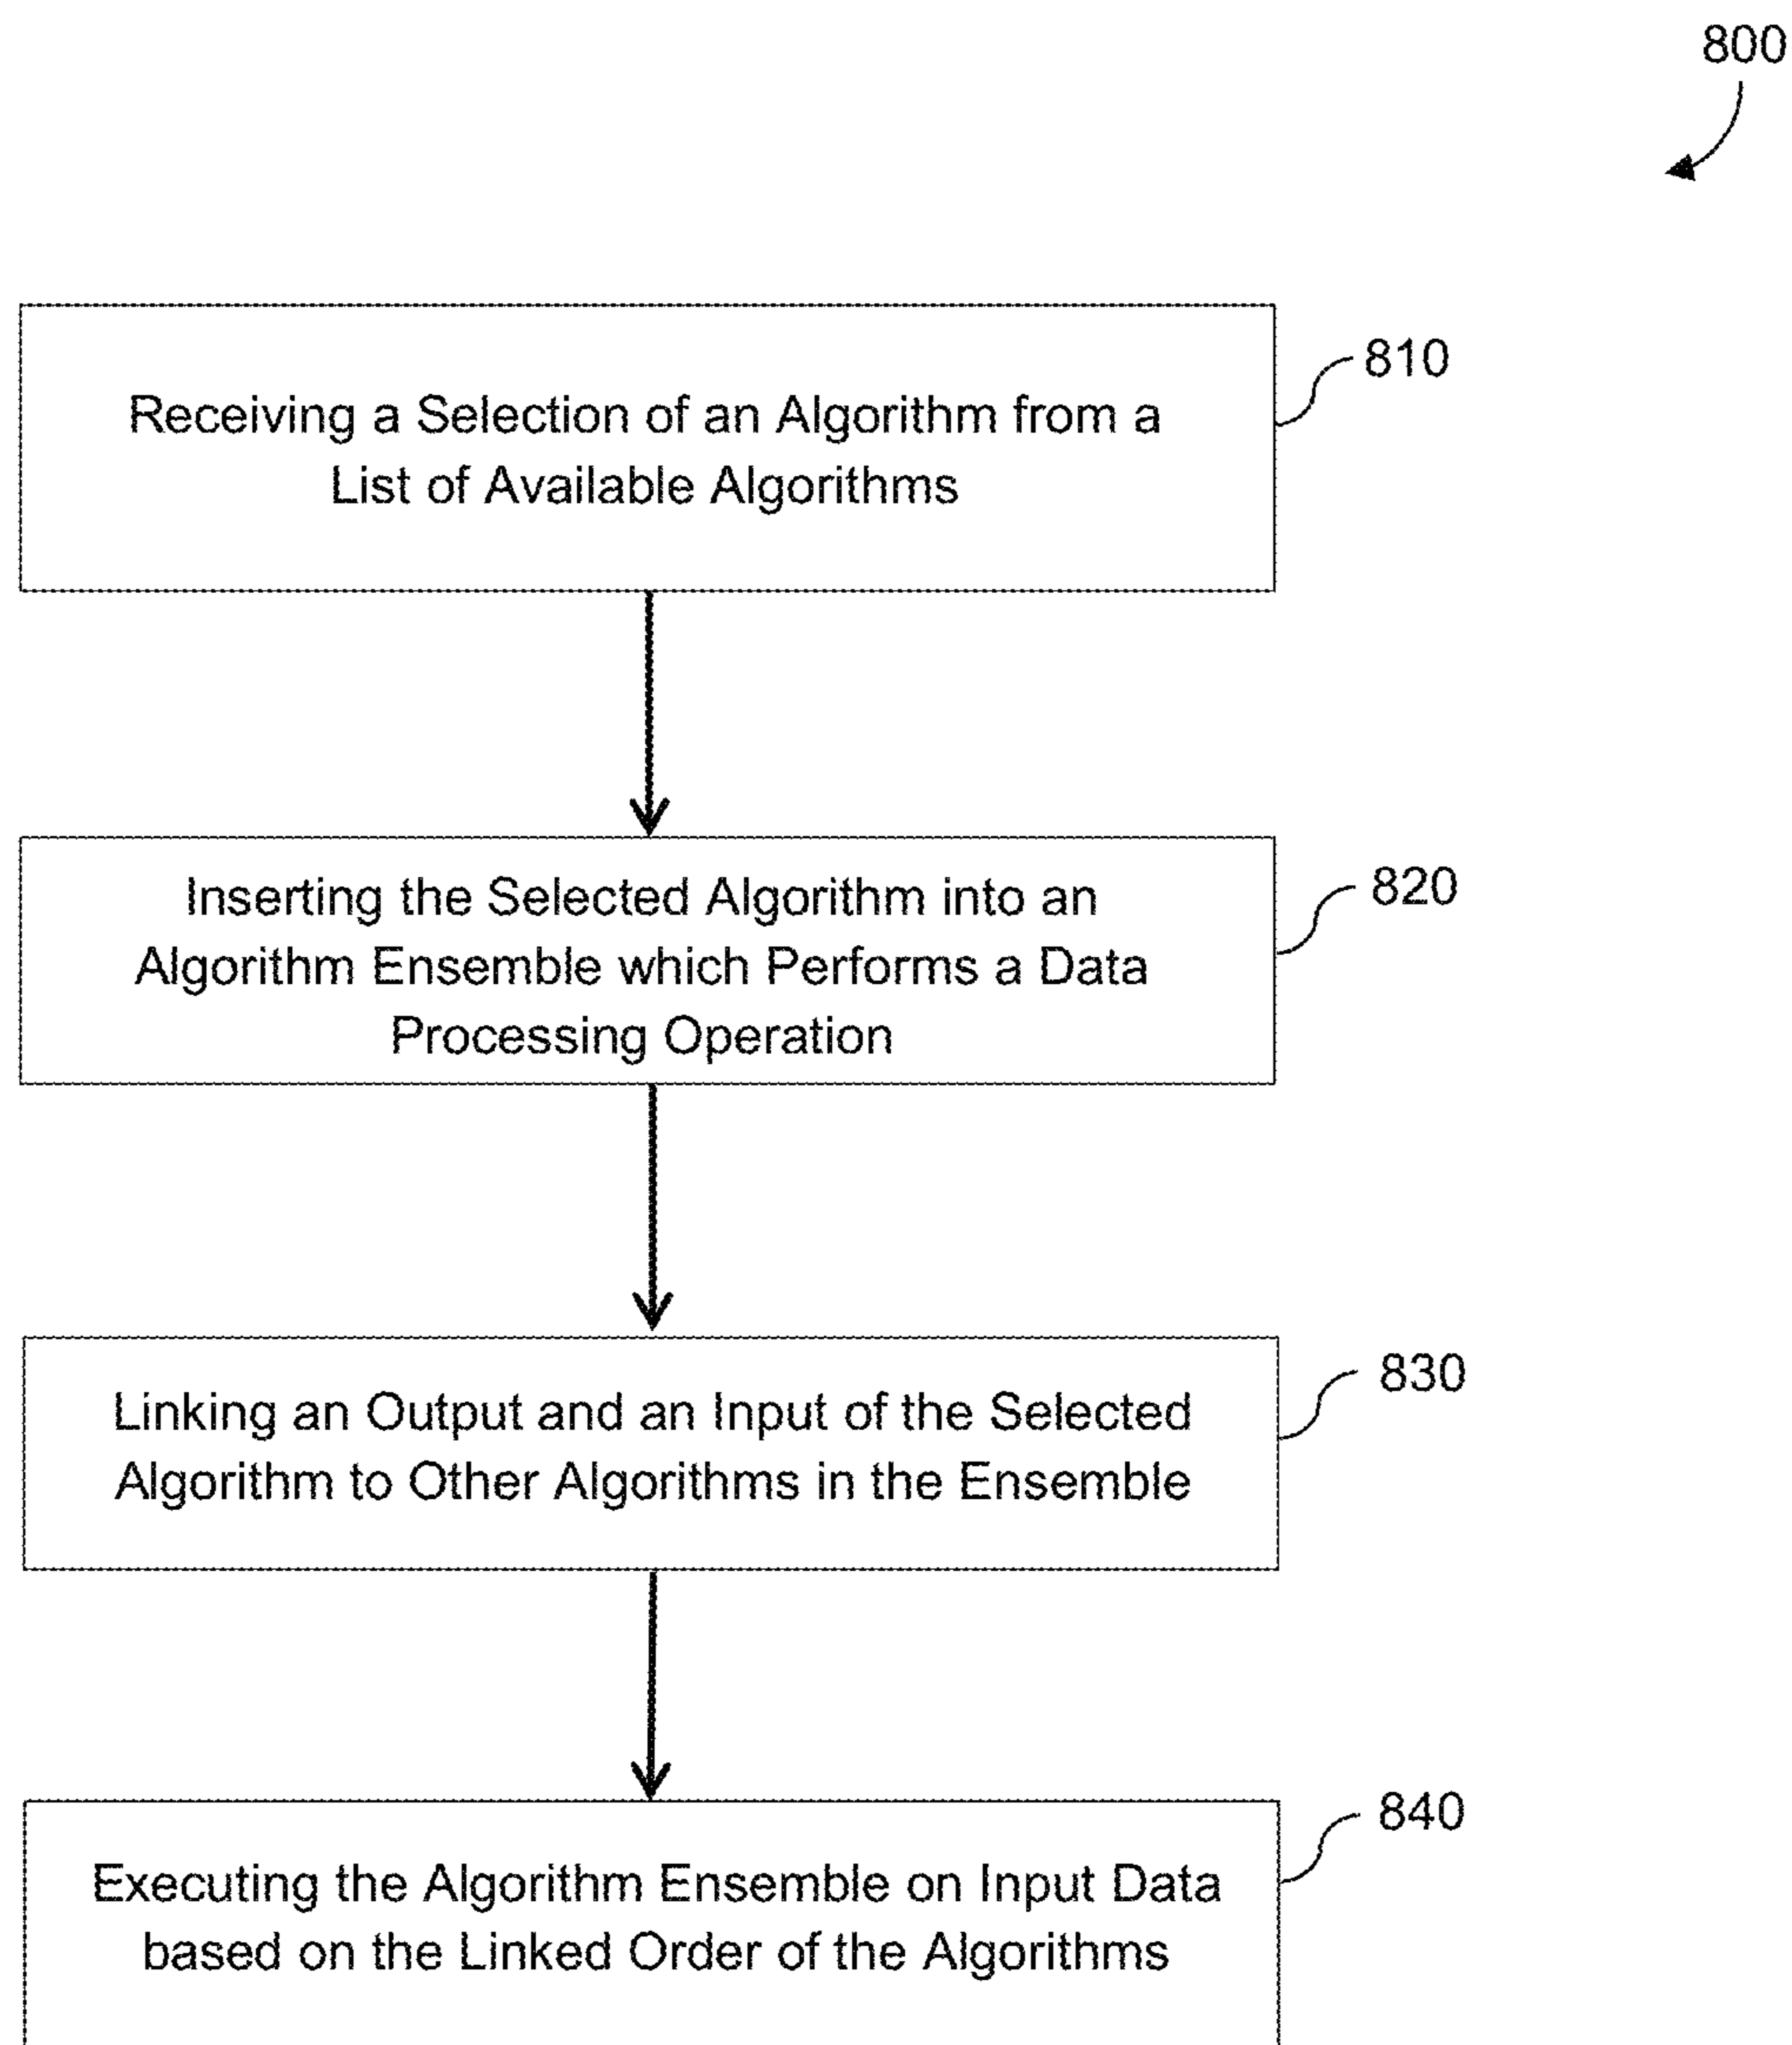 800
Receiving a Selection of an Algorithm from a
List of Available Algorithms
810
Inserting the Selected Algorithm into an
Algorithm Ensemble which Performs a Data
Processing Operation
820
Linking an Output and an Input of the Selected
Algorithm to Other Algorithms in the Ensemble
830
Executing the Algorithm Ensemble on Input Data
based on the Linked Order of the Algorithms
840